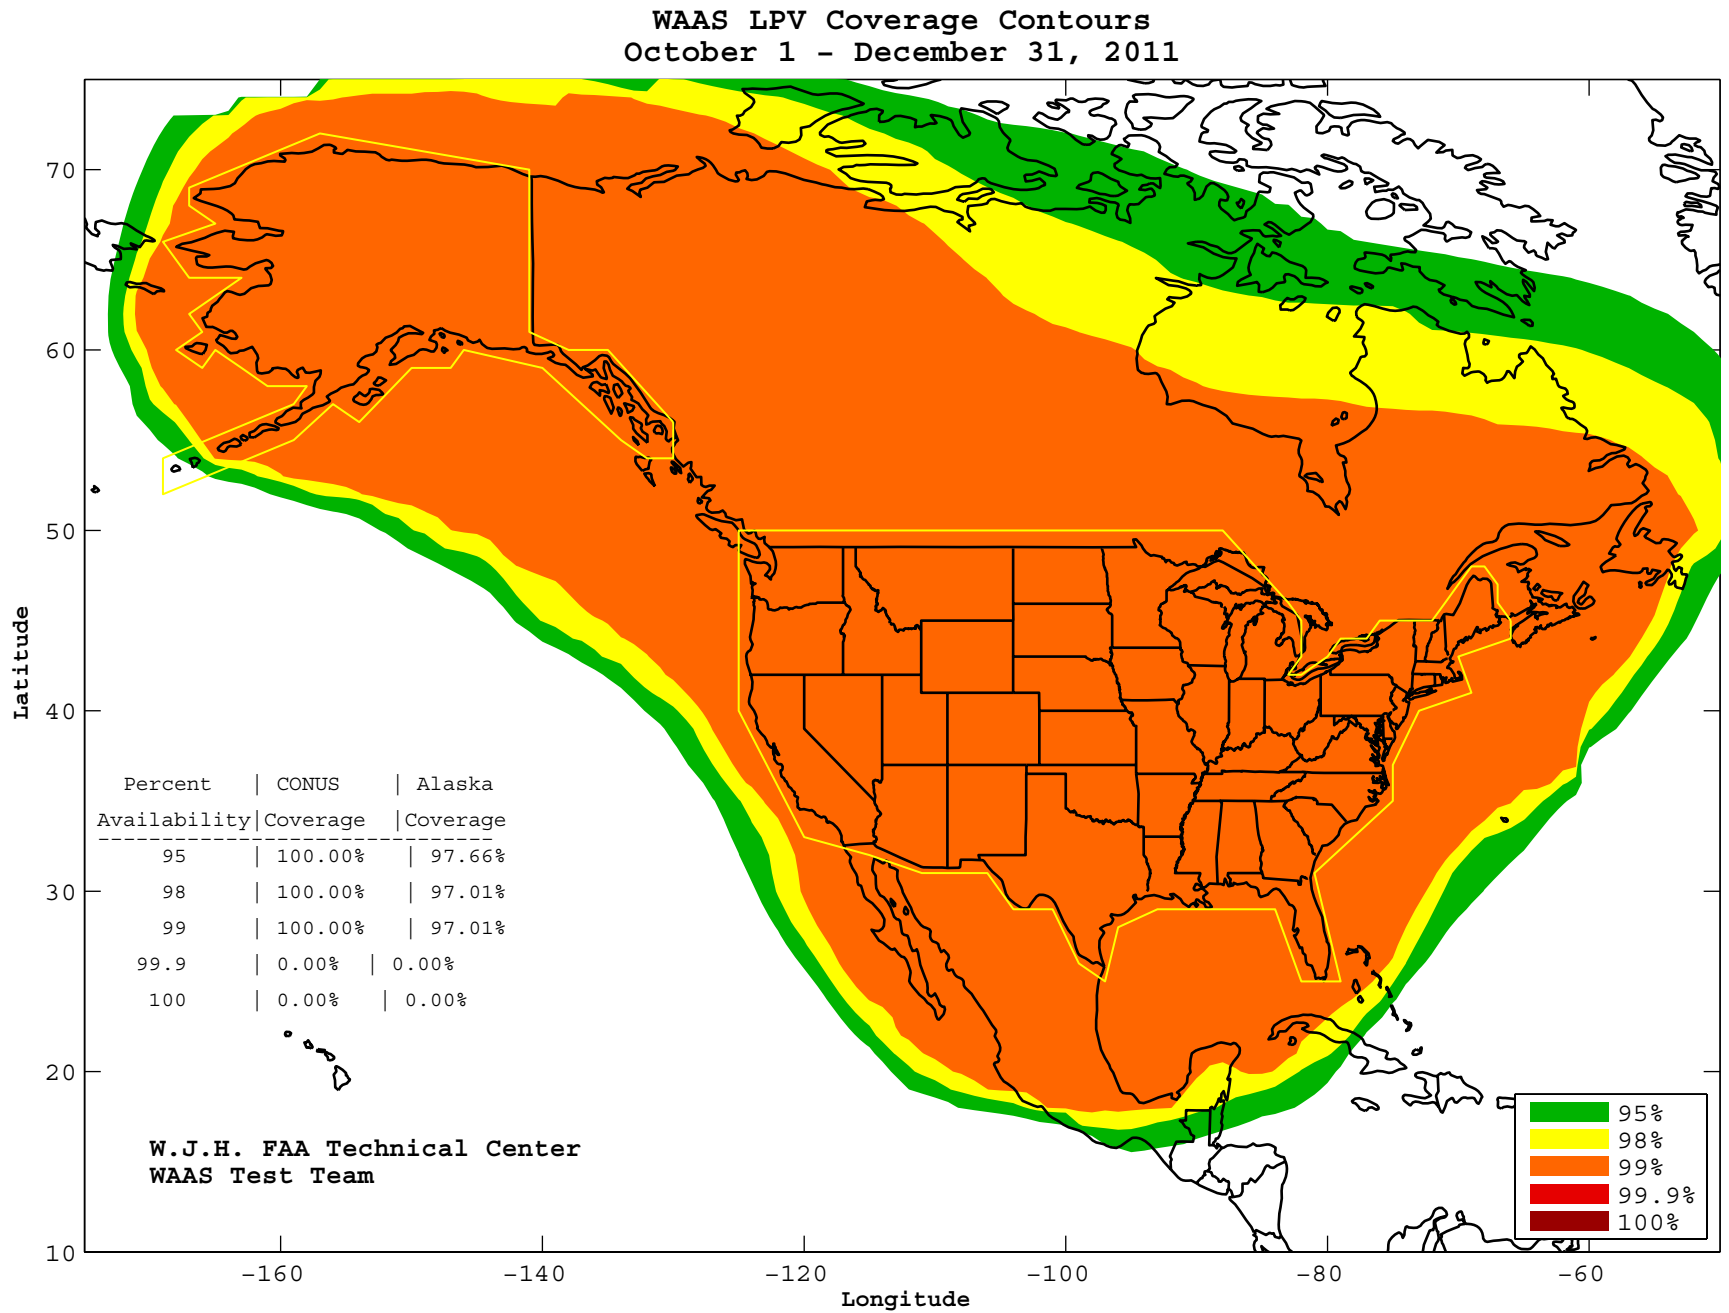 WAAS LPV Coverage Contours
October 1 - December 31, 2011
70
60
50
40
30
20
10
Latitude
Percent | CONUS | Alaska
Availability|Coverage |Coverage
---------------------------------
95 | 100.00% | 97.66%
98 | 100.00% | 97.01%
99 | 100.00% | 97.01%
99.9 | 0.00% | 0.00%
100 | 0.00% | 0.00%
W.J.H. FAA Technical Center
WAAS Test Team
95%
98%
99%
99.9%
100%
-160 -140 -120 -100 -80 -60
Longitude